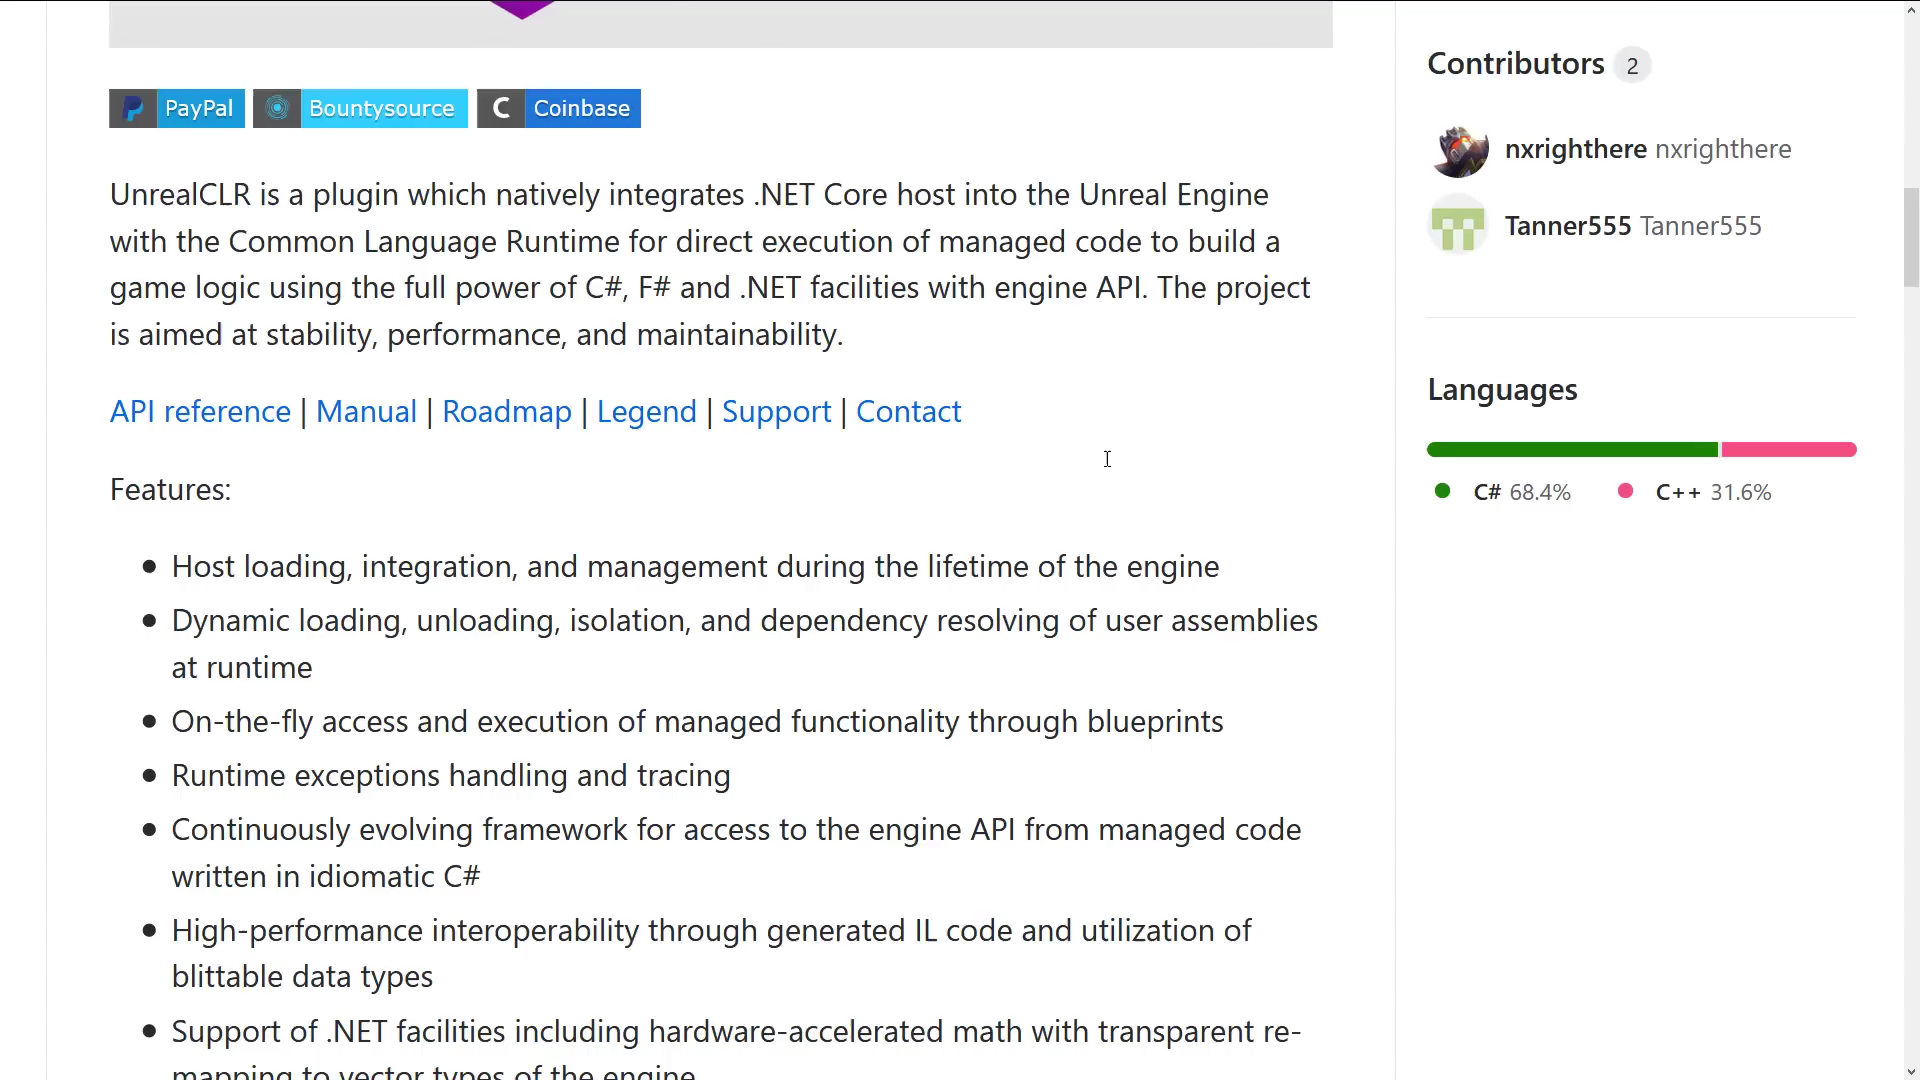 PayPal Bountysource C Coinbase
UnrealCLR is a plugin which natively integrates .NET Core host into the Unreal Engine
with the Common Language Runtime for direct execution of managed code to build a
game logic using the full power of C#, F# and .NET facilities with engine API. The project
is aimed at stability, performance, and maintainability.
API reference | Manual | Roadmap | Legend | Support | Contact
Features:
• Host loading, integration, and management during the lifetime of the engine
• Dynamic loading, unloading, isolation, and dependency resolving of user assemblies
at runtime
• On-the-fly access and execution of managed functionality through blueprints
• Runtime exceptions handling and tracing
• Continuously evolving framework for access to the engine API from managed code
written in idiomatic C#
• High-performance interoperability through generated IL code and utilization of
blittable data types
• Support of .NET facilities including hardware-accelerated math with transparent re-
mapping to vector types of the engine
Contributors 2
nxrighthere nxrighthere
Tanner555 Tanner555
Languages
C# 68.4% C++ 31.6%